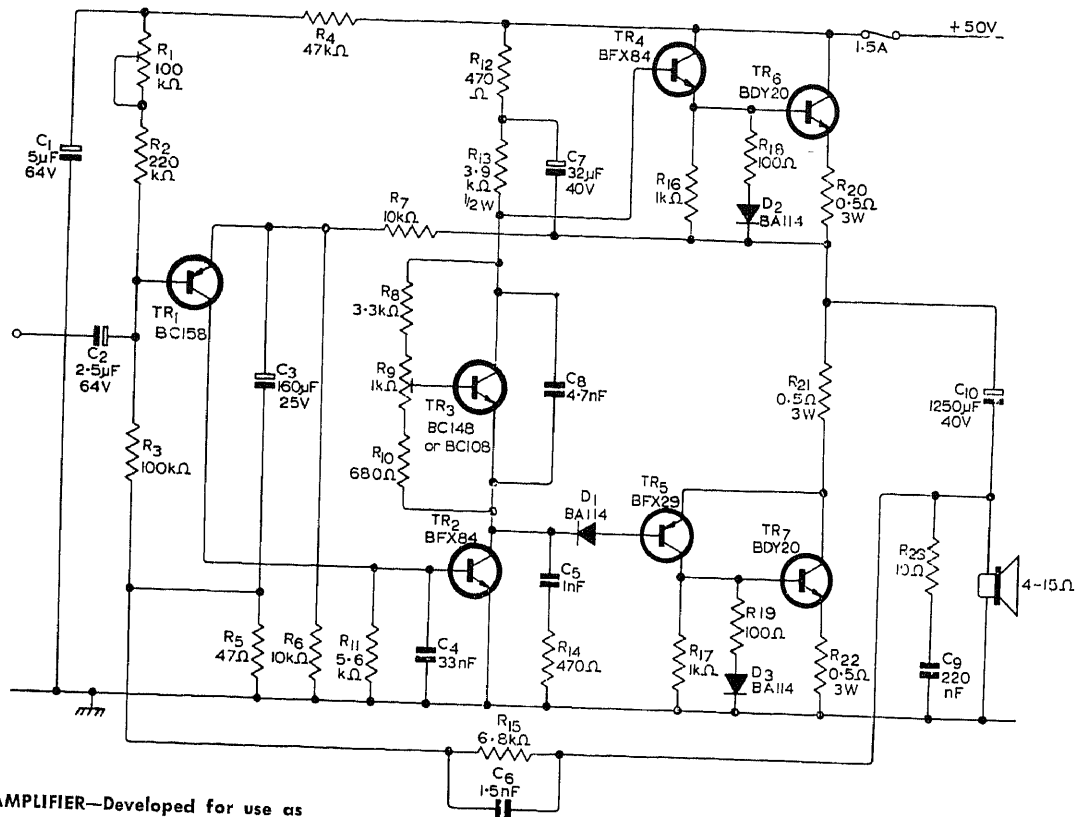 R1
100
kΩ
R4
47kΩ
R12
470
Ω
TR4
BFX84
1·5A
+50V
TR6
BDY20
C1
5µF
64V
R2
220
kΩ
R13
3·9
kΩ
1/2W
C7
32µF
40V
R18
100Ω
R16
1kΩ
D2
BA114
R20
0·5Ω
3W
R7
10kΩ
TR1
BC158
R8
3·3kΩ
C2
2·5µF
64V
C3
160µF
25V
R9
1kΩ
TR3
BC148
or BC108
C8
4·7nF
R21
0·5Ω
3W
C10
1250µF
40V
R3
100kΩ
R10
680Ω
TR2
BFX84
D1
BA114
TR5
BFX29
TR7
BDY20
R23
10Ω
4-15Ω
C5
1nF
R5
47Ω
R6
10kΩ
R11
5·6
kΩ
C4
33nF
R14
470Ω
R17
1kΩ
R19
100Ω
D3
BA114
R22
0·5Ω
3W
C9
220
nF
R15
6·8kΩ
C6
1·5nF
AMPLIFIER—Developed for use as